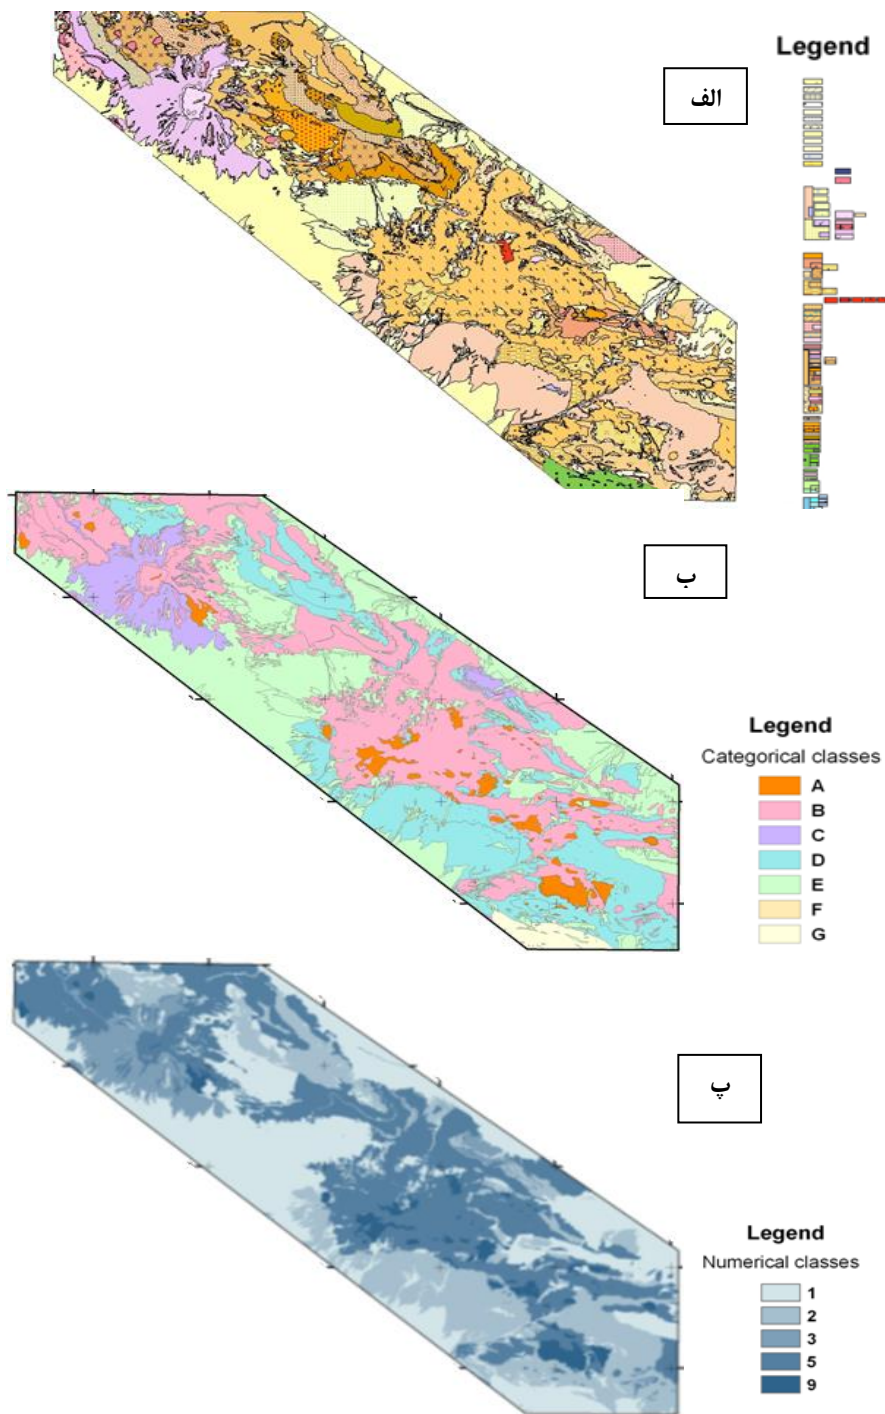 Legend
الف
ب
Legend
Categorical classes
A
B
C
D
E
F
G
پ
Legend
Numerical classes
1
2
3
5
9